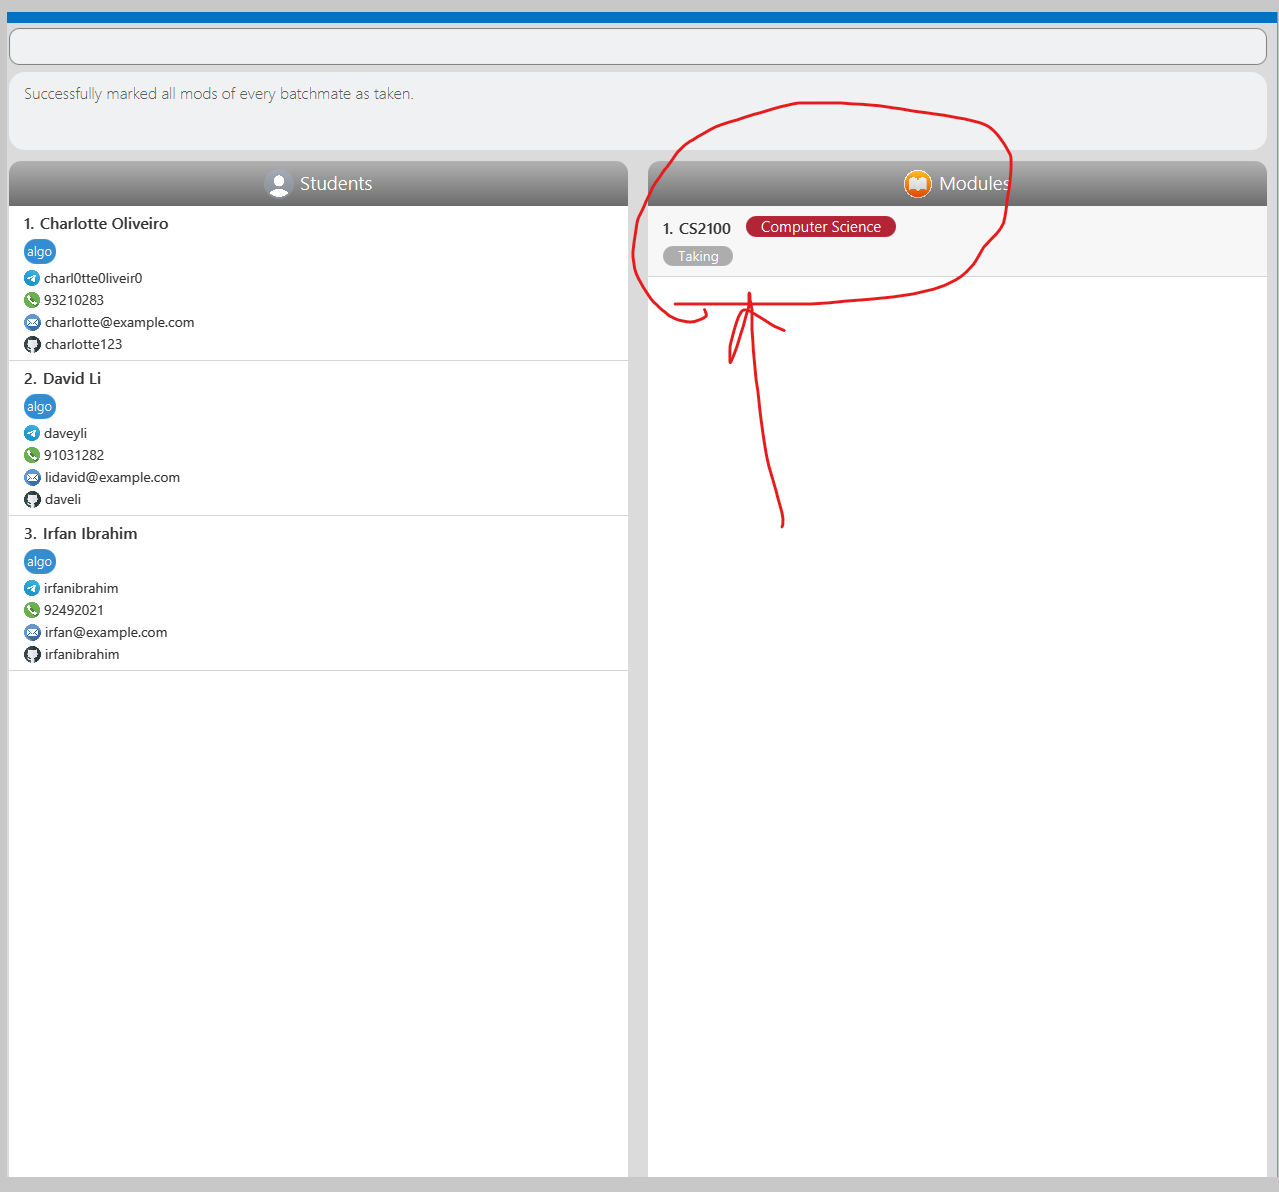 Successfully marked all mods of every batchmate as taken.
Students
1. Charlotte Oliveiro
algo
charl0tte0liveir0
93210283
charlotte@example.com
charlotte123
2. David Li
algo
daveyli
91031282
lidavid@example.com
daveli
3. Irfan Ibrahim
algo
irfanibrahim
92492021
irfan@example.com
irfanibrahim
Modules
1. CS2100 Computer Science
Taking